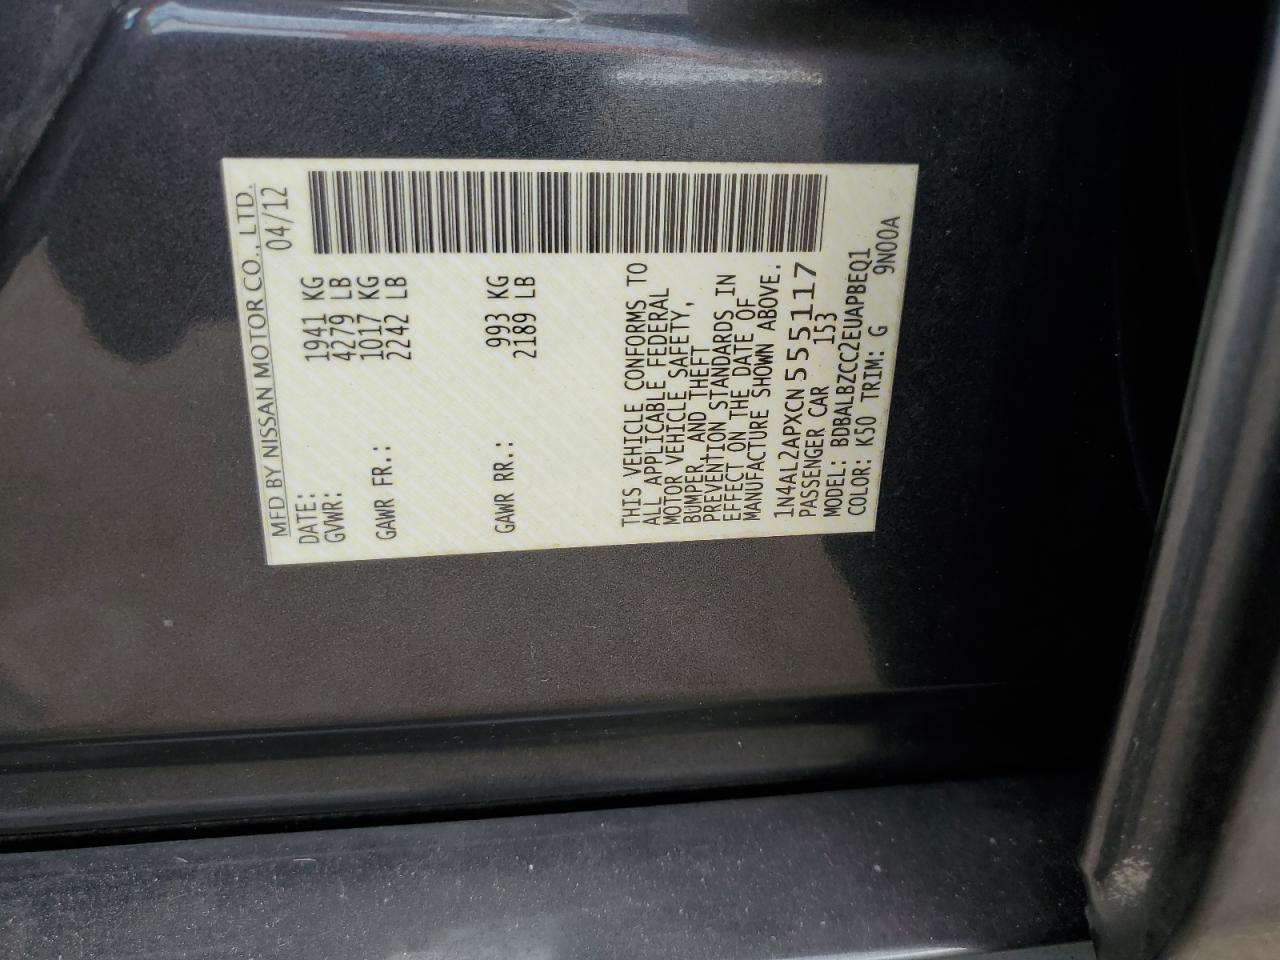 MFD BY NISSAN MOTOR CO., LTD.
DATE: 04/12
GVWR: 1941 KG
4279 LB
GAWR FR.: 1017 KG
2242 LB
GAWR RR.: 993 KG
2189 LB
THIS VEHICLE CONFORMS TO
ALL APPLICABLE FEDERAL
MOTOR VEHICLE SAFETY,
BUMPER, AND THEFT
PREVENTION STANDARDS IN
EFFECT ON THE DATE OF
MANUFACTURE SHOWN ABOVE.
1N4AL2APXCN555117
PASSENGER CAR 153
MODEL: BDBALBZCC2EUAPBEQ1
COLOR: K50 TRIM: G 9N00A